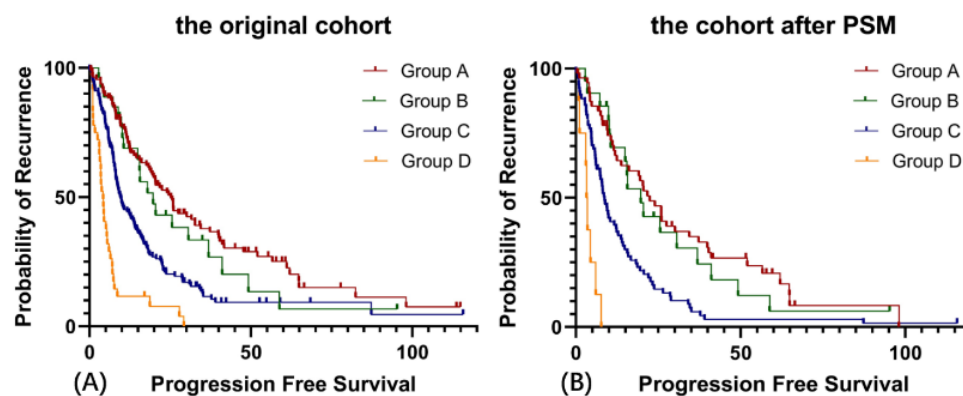 the original cohort
Probability of Recurrence
100
50
0
Group A
Group B
Group C
Group D
0
50
100
(A)
Progression Free Survival
the cohort after PSM
Probability of Recurrence
100
50
0
Group A
Group B
Group C
Group D
0
50
100
(B)
Progression Free Survival